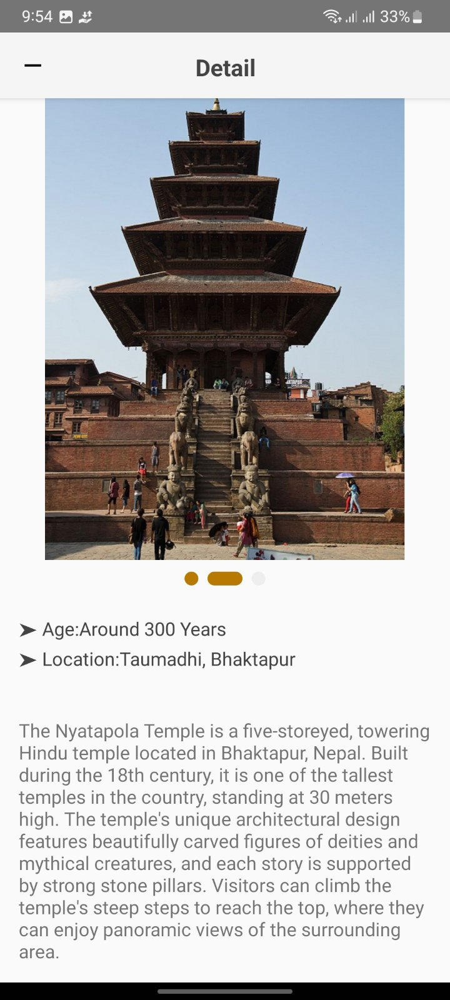 9:54
33%
Detail
➤ Age:Around 300 Years
➤ Location:Taumadhi, Bhaktapur
The Nyatapola Temple is a five-storeyed, towering
Hindu temple located in Bhaktapur, Nepal. Built
during the 18th century, it is one of the tallest
temples in the country, standing at 30 meters
high. The temple's unique architectural design
features beautifully carved figures of deities and
mythical creatures, and each story is supported
by strong stone pillars. Visitors can climb the
temple's steep steps to reach the top, where they
can enjoy panoramic views of the surrounding
area.